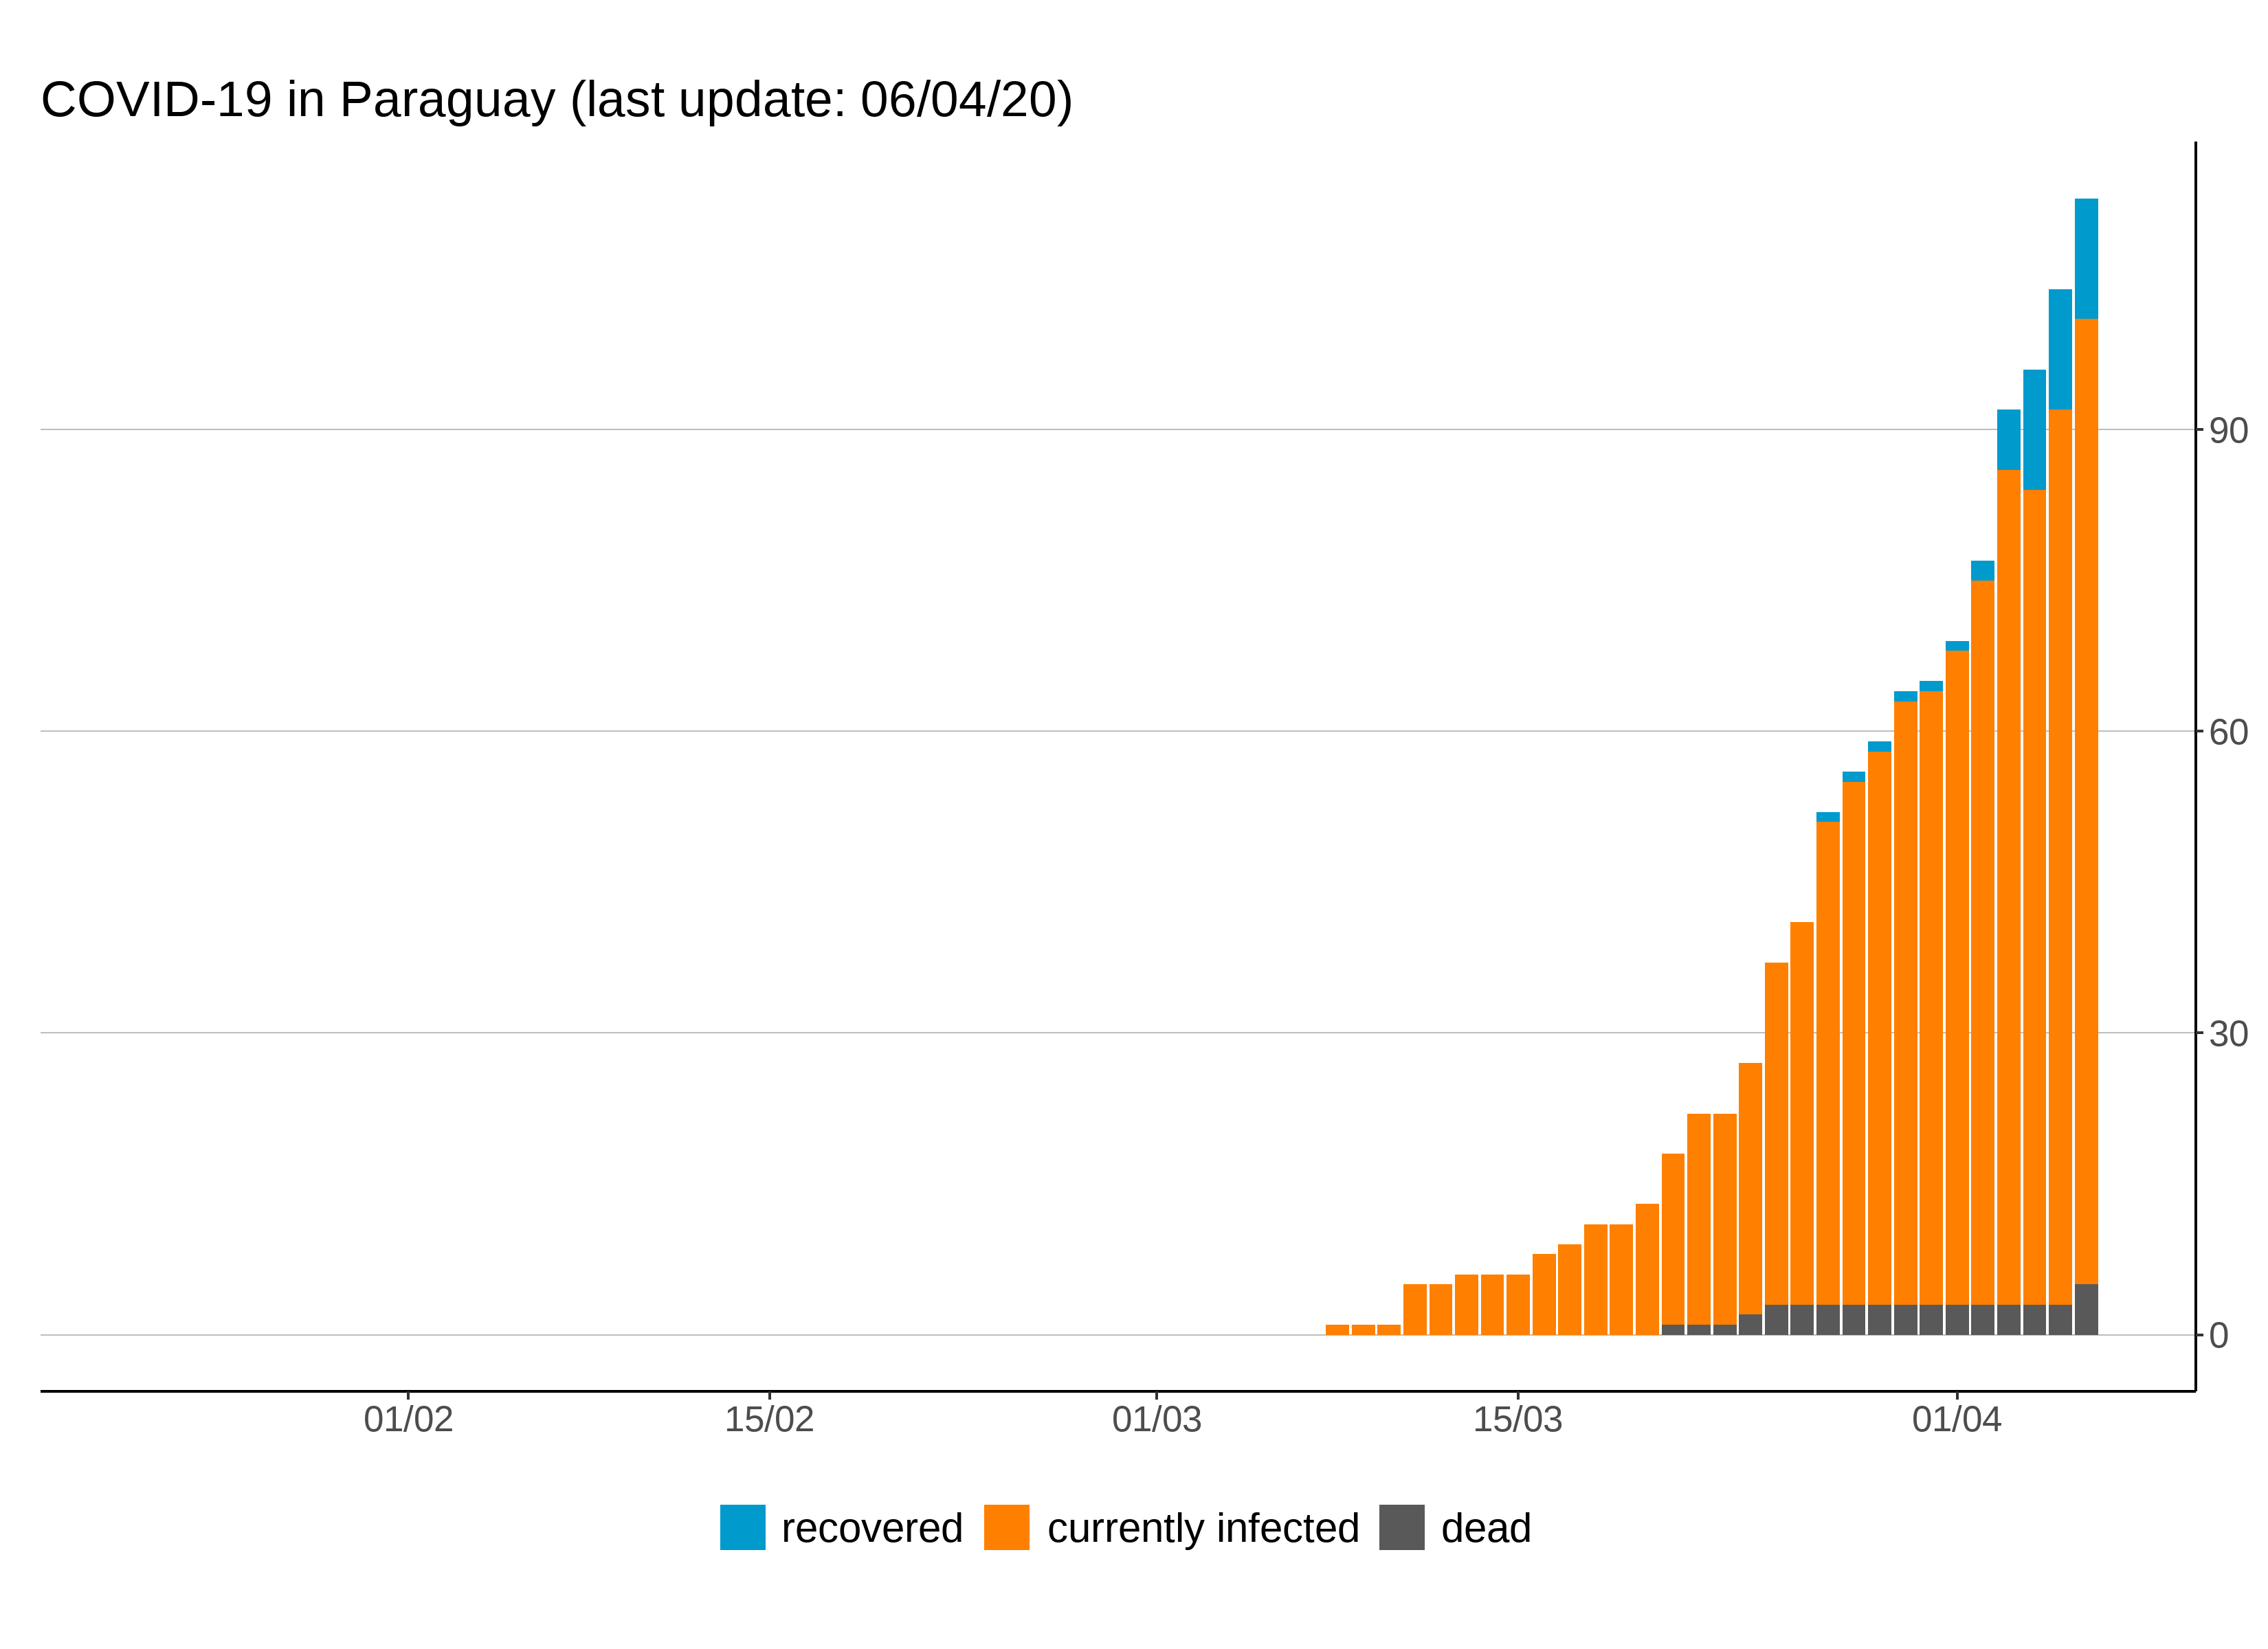 COVID-19 in Paraguay (last update: 06/04/20)
90
60
30
0
01/02 15/02 01/03 15/03 01/04
recovered currently infected dead